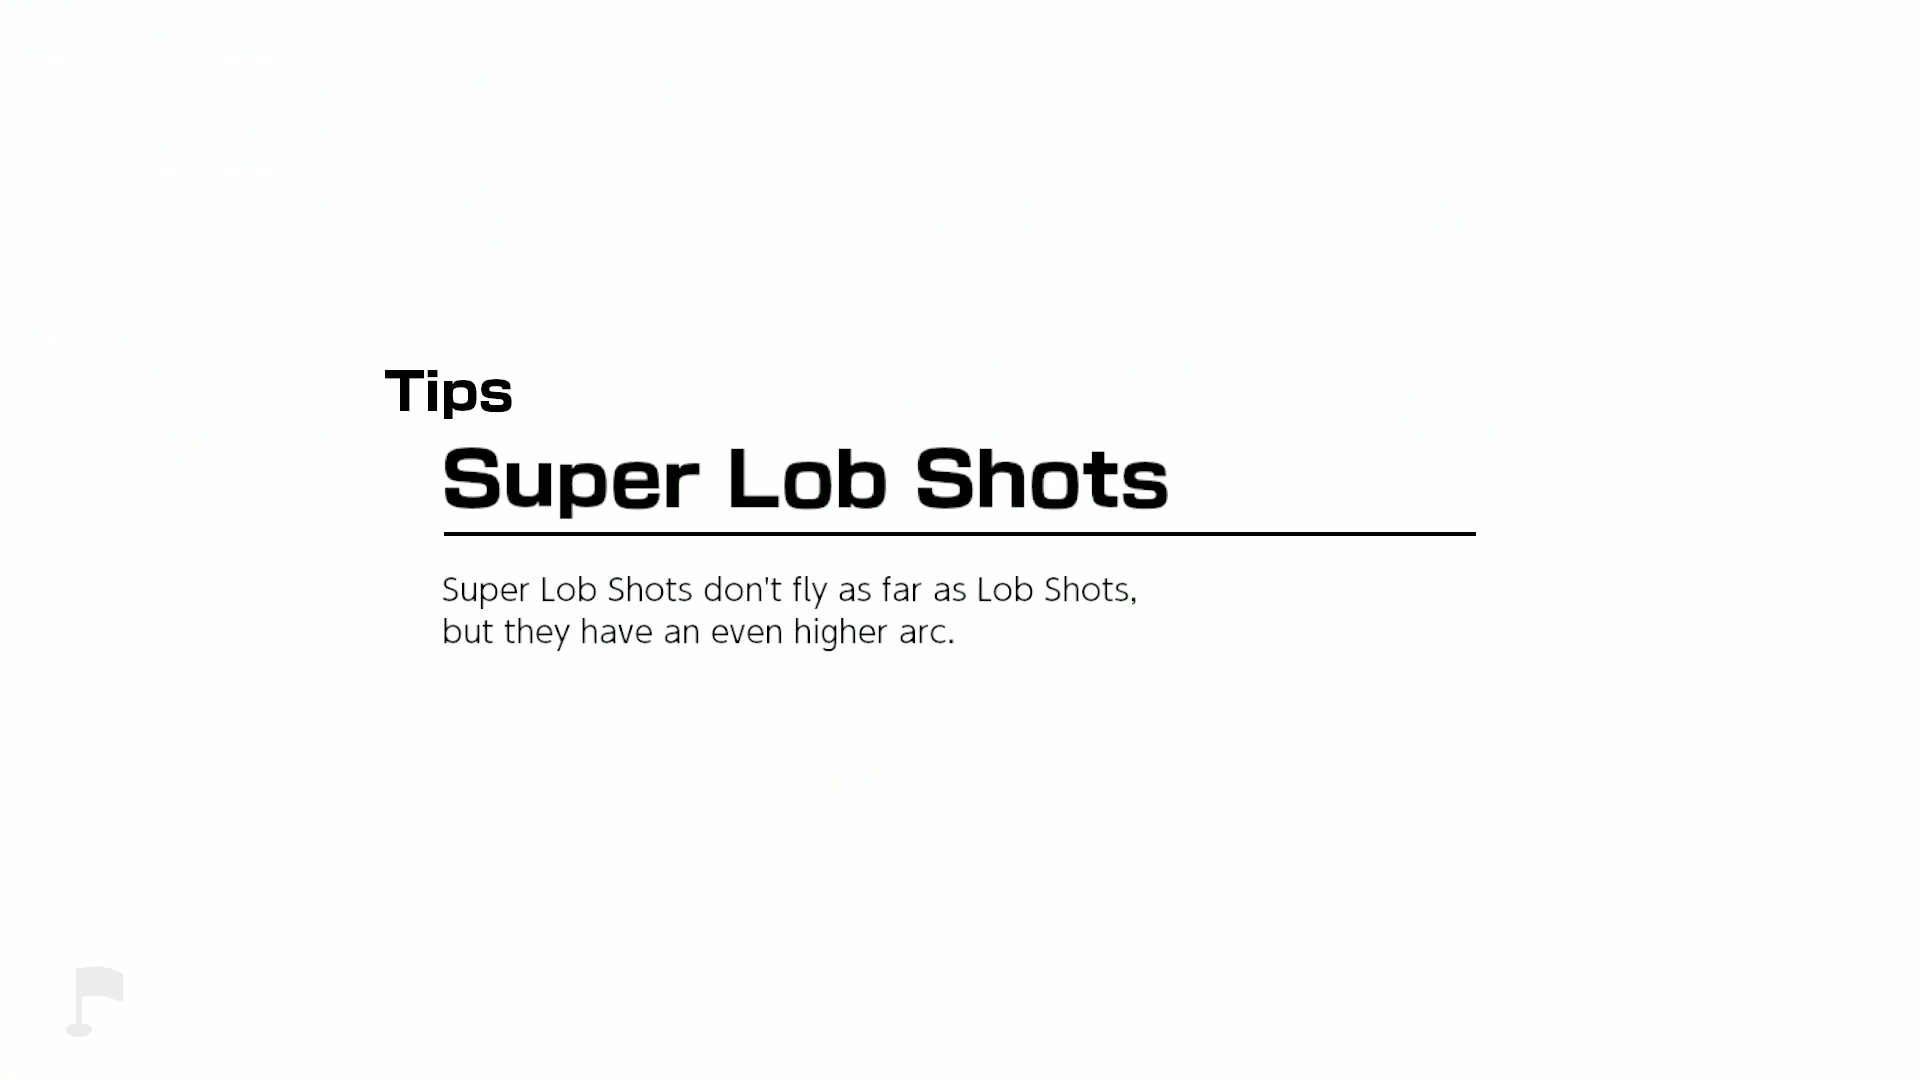 Tips
Super Lob Shots
Super Lob Shots don't fly as far as Lob Shots,
but they have an even higher arc.